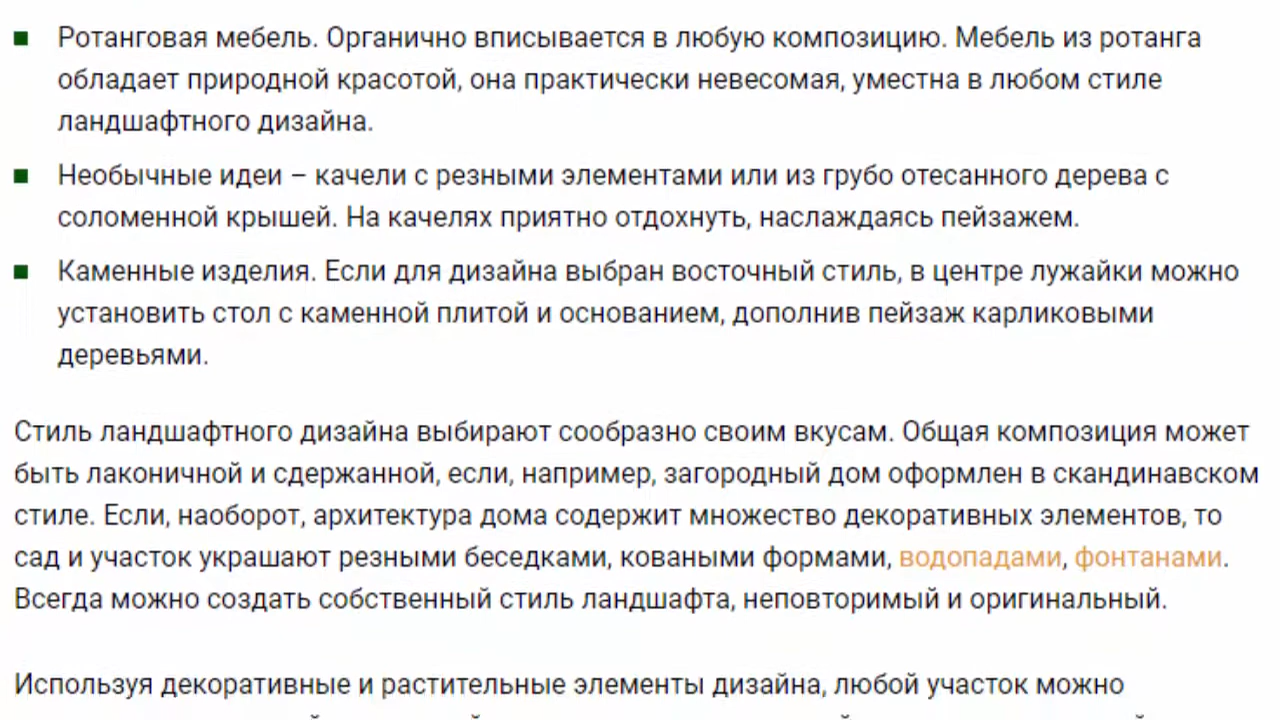 Ротанговая мебель. Органично вписывается в любую композицию. Мебель из ротанга
обладает природной красотой, она практически невесомая, уместна в любом стиле
ландшафтного дизайна.
Необычные идеи – качели с резными элементами или из грубо отесанного дерева с
соломенной крышей. На качелях приятно отдохнуть, наслаждаясь пейзажем.
Каменные изделия. Если для дизайна выбран восточный стиль, в центре лужайки можно
установить стол с каменной плитой и основанием, дополнив пейзаж карликовыми
деревьями.
Стиль ландшафтного дизайна выбирают сообразно своим вкусам. Общая композиция может
быть лаконичной и сдержанной, если, например, загородный дом оформлен в скандинавском
стиле. Если, наоборот, архитектура дома содержит множество декоративных элементов, то
сад и участок украшают резными беседками, коваными формами, водопадами, фонтанами.
Всегда можно создать собственный стиль ландшафта, неповторимый и оригинальный.
Используя декоративные и растительные элементы дизайна, любой участок можно